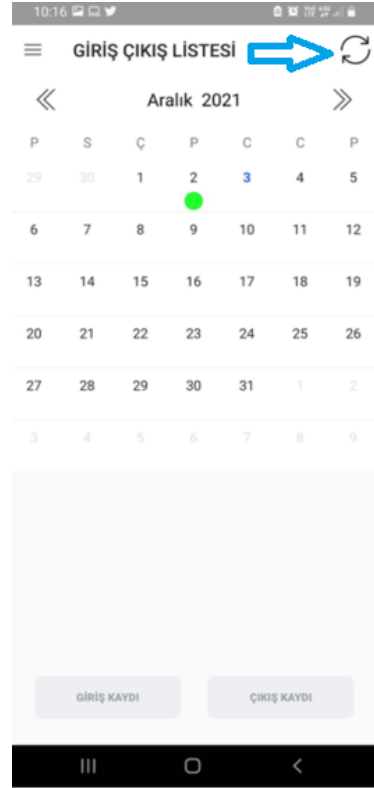 10:16
GİRİŞ ÇIKIŞ LİSTESİ
Aralık 2021
P S Ç P C C P
29 30 1 2 3 4 5
6 7 8 9 10 11 12
13 14 15 16 17 18 19
20 21 22 23 24 25 26
27 28 29 30 31 1 2
3 4 5 6 7 8 9
GİRİŞ KAYDI ÇIKIŞ KAYDI